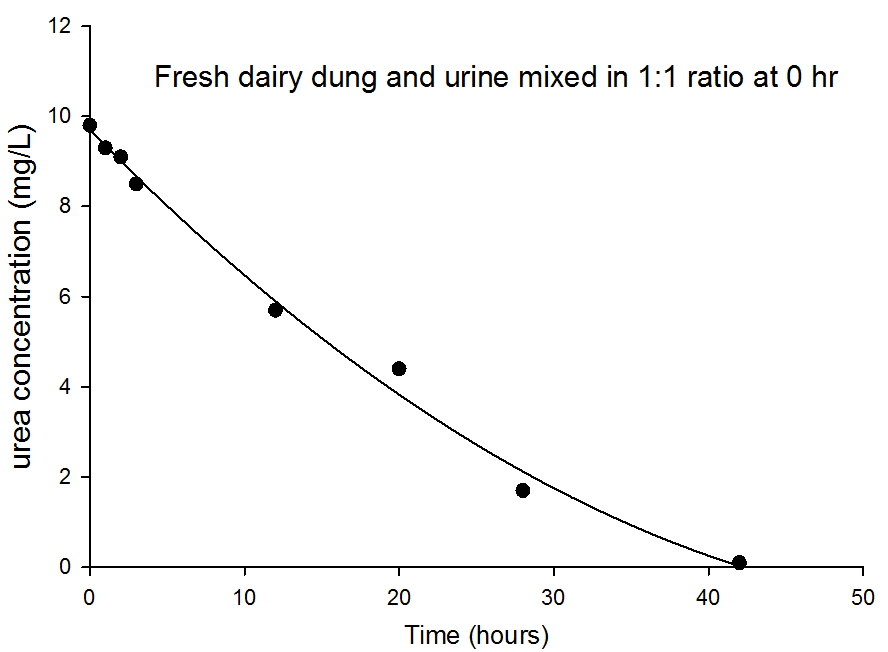 Fresh dairy dung and urine mixed in 1:1 ratio at 0 hr
urea concentration (mg/L)
12
10
8
6
4
2
0
0 10 20 30 40 50
Time (hours)